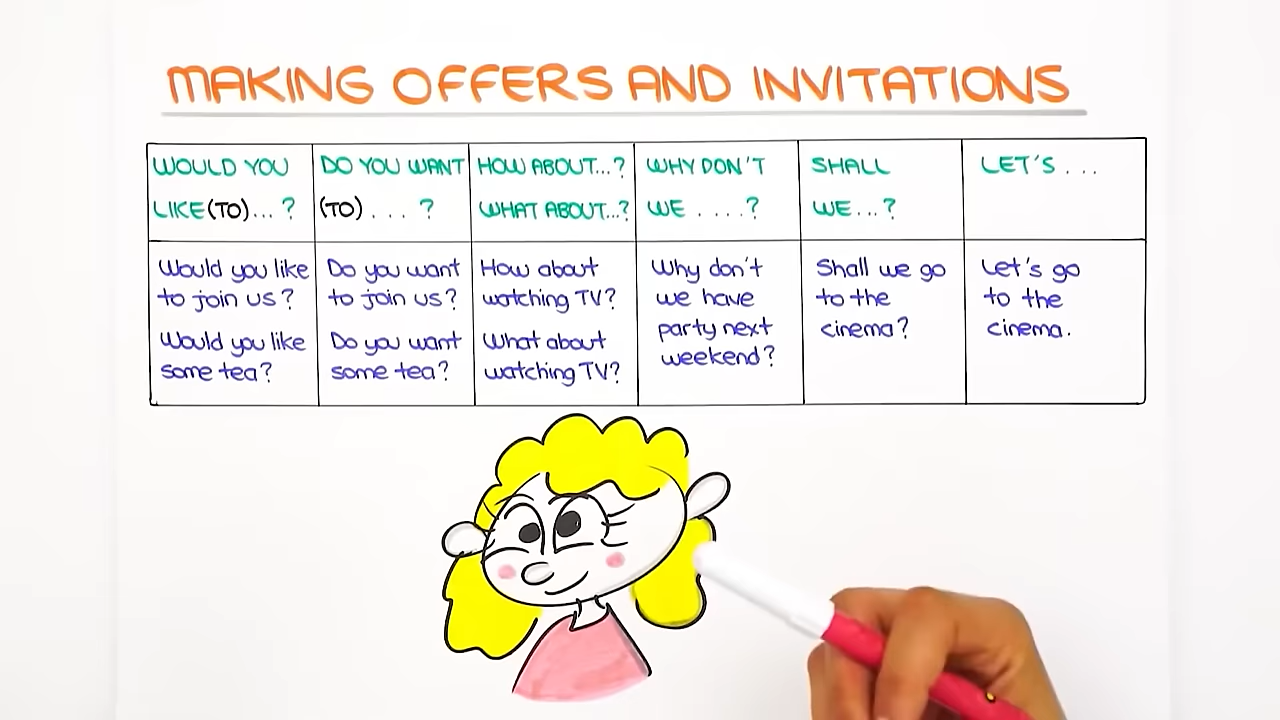 MAKING OFFERS AND INVITATIONS
WOULD YOU
LIKE (TO) ... ?
DO YOU WANT
(TO) . . . ?
HOW ABOUT...?
WHAT ABOUT...?
WHY DON'T
WE . . . . ?
SHALL
WE...?
LET'S . . .
Would you like
to join us?
Would you like
some tea?
Do you want
to join us?
Do you want
some tea?
How about
watching TV?
What about
watching TV?
Why don't
we have
party next
weekend?
Shall we go
to the
cinema?
Let's go
to the
cinema.